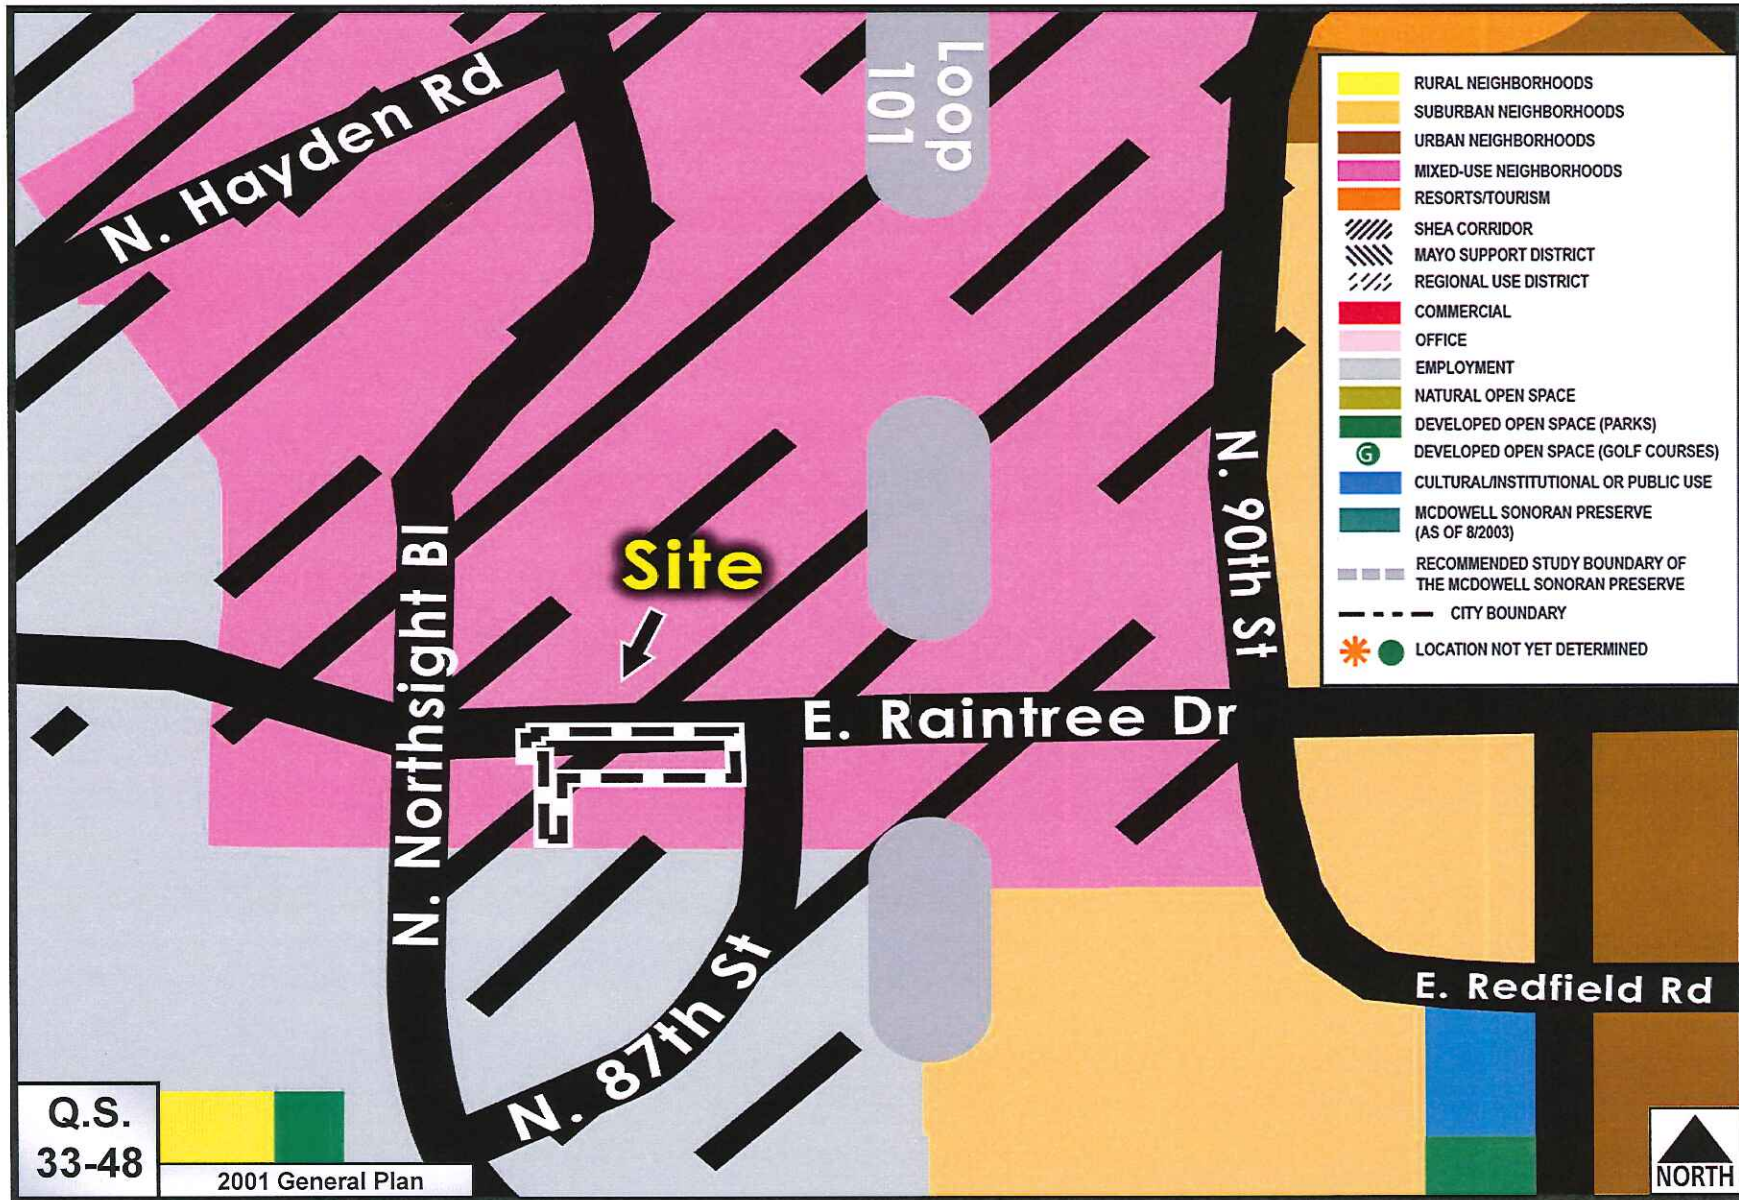 Loop
101
N. Hayden Rd
RURAL NEIGHBORHOODS
SUBURBAN NEIGHBORHOODS
URBAN NEIGHBORHOODS
MIXED-USE NEIGHBORHOODS
RESORTS/TOURISM
SHEA CORRIDOR
MAYO SUPPORT DISTRICT
REGIONAL USE DISTRICT
COMMERCIAL
OFFICE
EMPLOYMENT
NATURAL OPEN SPACE
DEVELOPED OPEN SPACE (PARKS)
G
DEVELOPED OPEN SPACE (GOLF COURSES)
CULTURAL/INSTITUTIONAL OR PUBLIC USE
MCDOWELL SONORAN PRESERVE
(AS OF 8/2003)
RECOMMENDED STUDY BOUNDARY OF
THE MCDOWELL SONORAN PRESERVE
CITY BOUNDARY
LOCATION NOT YET DETERMINED
N. 90th St
Site
N. Northsight Bl
E. Raintree Dr
N. 87th St
E. Redfield Rd
Q.S.
33-48
2001 General Plan
NORTH